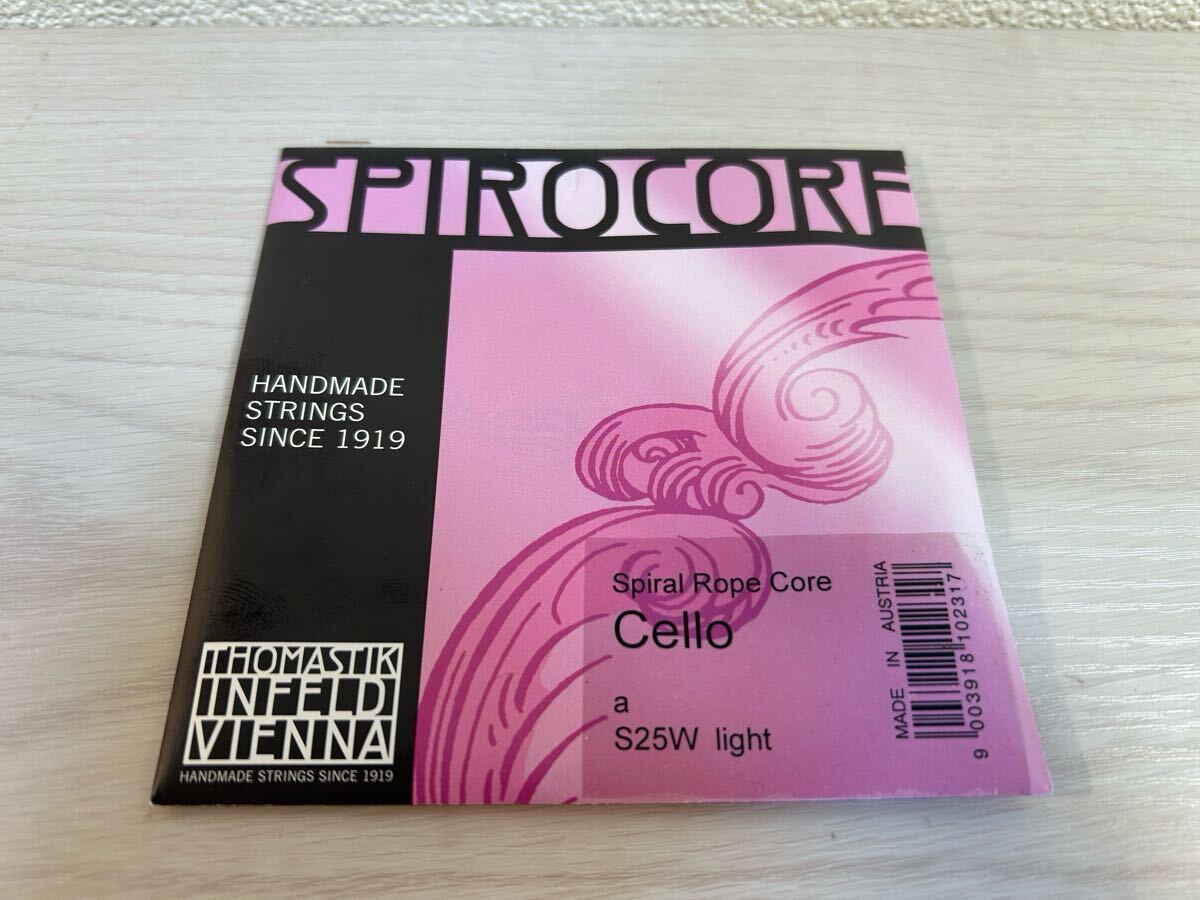 SPIROCORE
HANDMADE
STRINGS
SINCE 1919
Spiral Rope Core
Cello
a
S25W light
MADE IN AUSTRIA
9 003918 102317
THOMASTIK
INFELD
VIENNA
HANDMADE STRINGS SINCE 1919